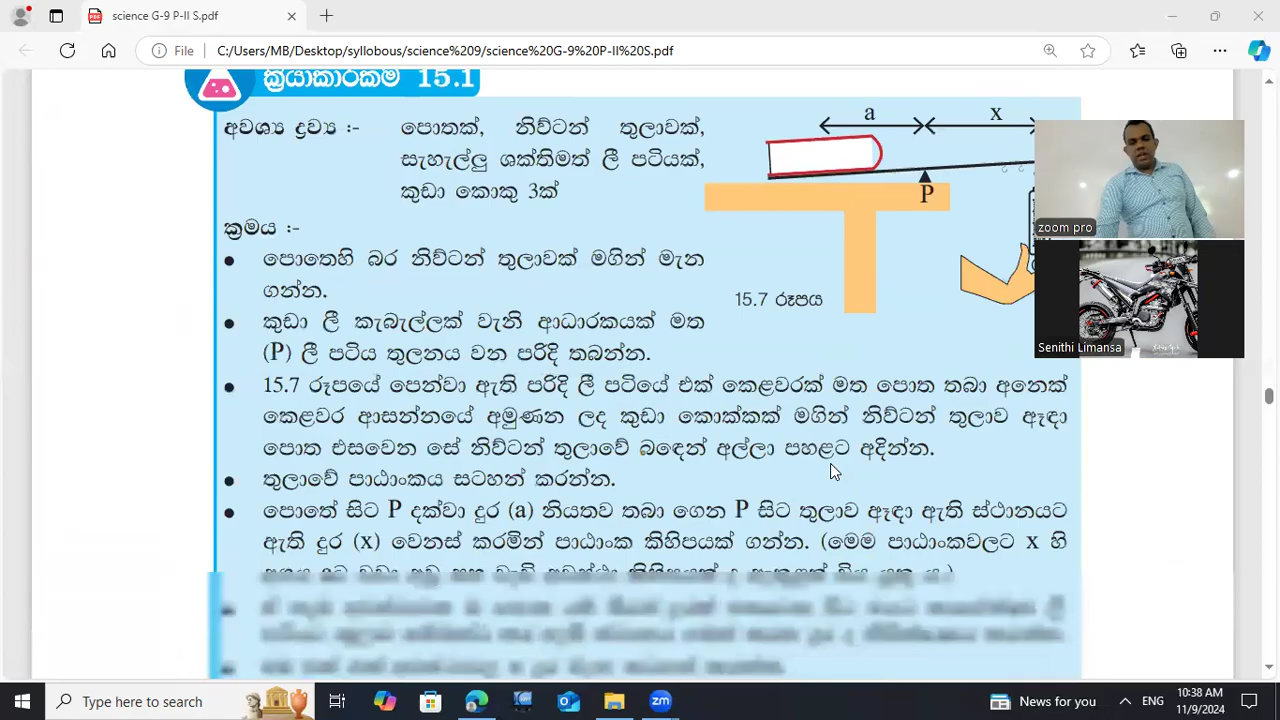 science G-9 P-II S.pdf
File
C:/Users/MB/Desktop/syllobous/science%209/science%20G-9%20P-II%20S.pdf
ක්‍රියාකාරකම 15.1
අවශ්‍ය ද්‍රව්‍ය :- පොතක්, නිව්ටන් තුලාවක්,
සැහැල්ලු ශක්තිමත් ලී පටියක්,
කුඩා කොකු 3ක්
a x
P
15.7 රූපය
ක්‍රමය :-
● පොතෙහි බර නිව්ටන් තුලාවක් මගින් මැන
ගන්න.
● කුඩා ලී කැබැල්ලක් වැනි ආධාරකයක් මත
(P) ලී පටිය තුලනය වන පරිදි තබන්න.
● 15.7 රූපයේ පෙන්වා ඇති පරිදි ලී පටියේ එක් කෙළවරක් මත පොත තබා අනෙක්
කෙළවර ආසන්නයේ අමුණන ලද කුඩා කොක්කක් මගින් නිව්ටන් තුලාව ඈඳා
පොත එසවෙන සේ නිව්ටන් තුලාවේ බඳෙන් අල්ලා පහළට අදින්න.
● තුලාවේ පාඨාංකය සටහන් කරන්න.
● පොතේ සිට P දක්වා දුර (a) නියතව තබා ගෙන P සිට තුලාව ඈඳා ඇති ස්ථානයට
ඇති දුර (x) වෙනස් කරමින් පාඨාංක කිහිපයක් ගන්න. (මෙම පාඨාංකවලට x හි
zoom pro
Senithi Limansa
Type here to search
News for you
ENG
10:38 AM
11/9/2024